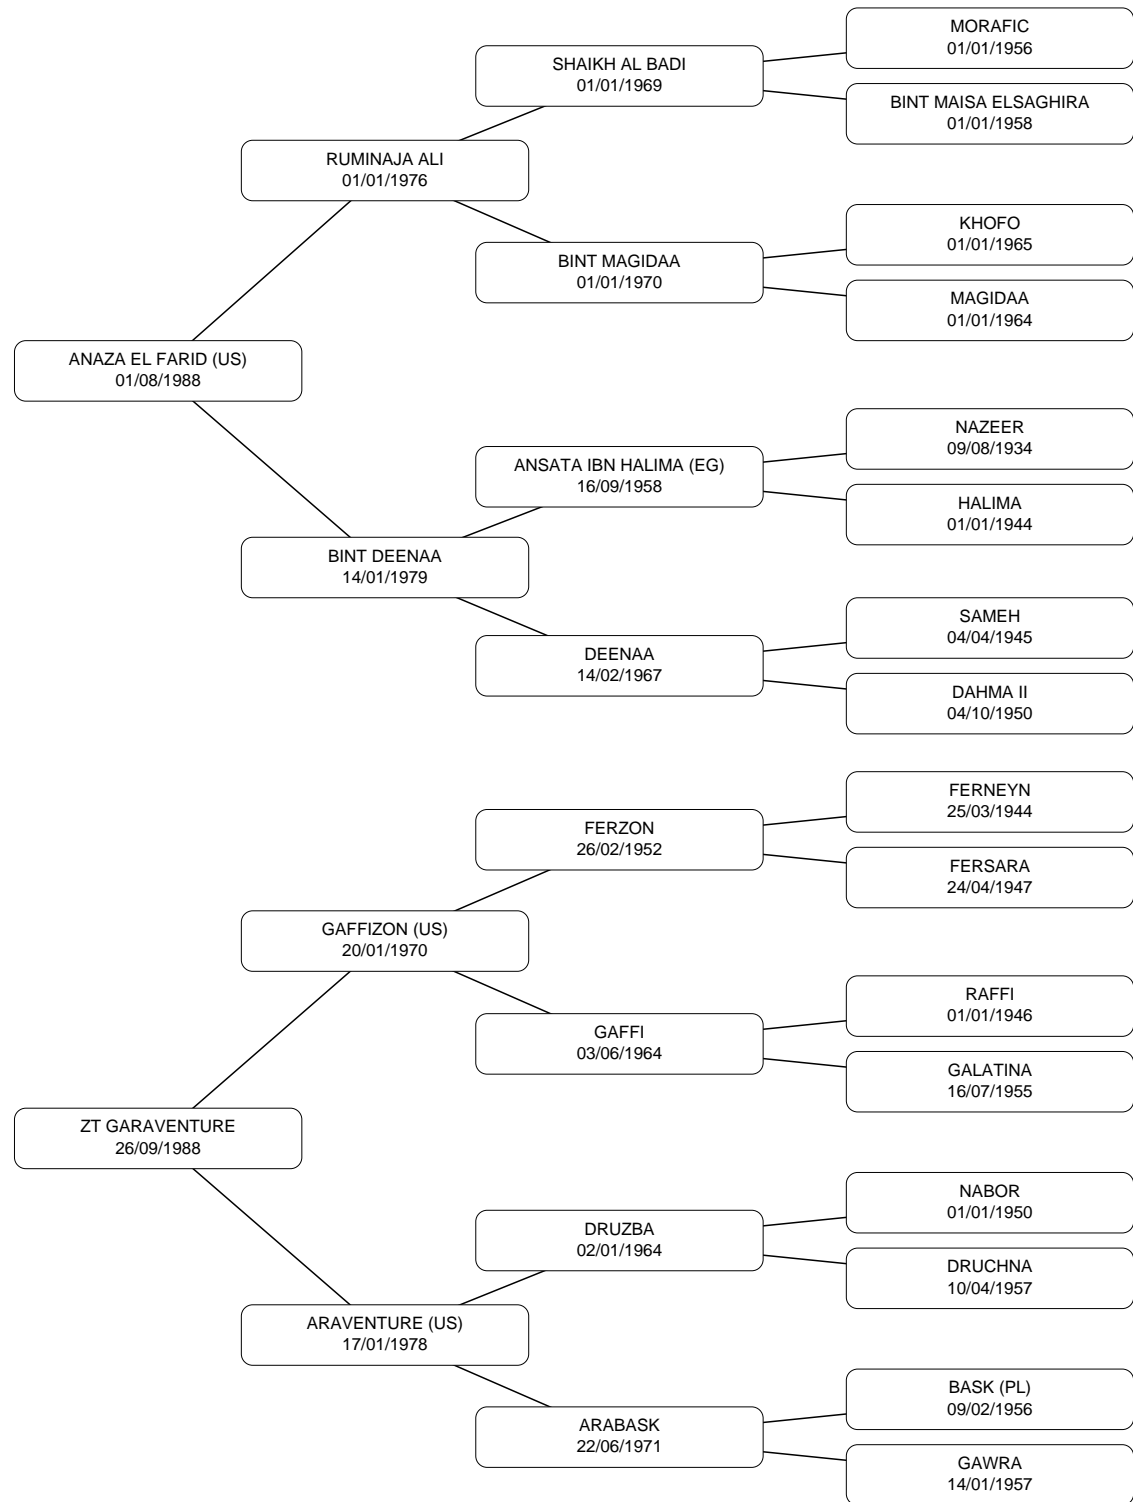 MORAFIC
01/01/1956
SHAIKH AL BADI
01/01/1969
BINT MAISA ELSAGHIRA
01/01/1958
RUMINAJA ALI
01/01/1976
KHOFO
01/01/1965
BINT MAGIDAA
01/01/1970
MAGIDAA
01/01/1964
ANAZA EL FARID (US)
01/08/1988
NAZEER
09/08/1934
ANSATA IBN HALIMA (EG)
16/09/1958
HALIMA
01/01/1944
BINT DEENAA
14/01/1979
SAMEH
04/04/1945
DEENAA
14/02/1967
DAHMA II
04/10/1950
FERNEYN
25/03/1944
FERZON
26/02/1952
FERSARA
24/04/1947
GAFFIZON (US)
20/01/1970
RAFFI
01/01/1946
GAFFI
03/06/1964
GALATINA
16/07/1955
ZT GARAVENTURE
26/09/1988
NABOR
01/01/1950
DRUZBA
02/01/1964
DRUCHNA
10/04/1957
ARAVENTURE (US)
17/01/1978
BASK (PL)
09/02/1956
ARABASK
22/06/1971
GAWRA
14/01/1957